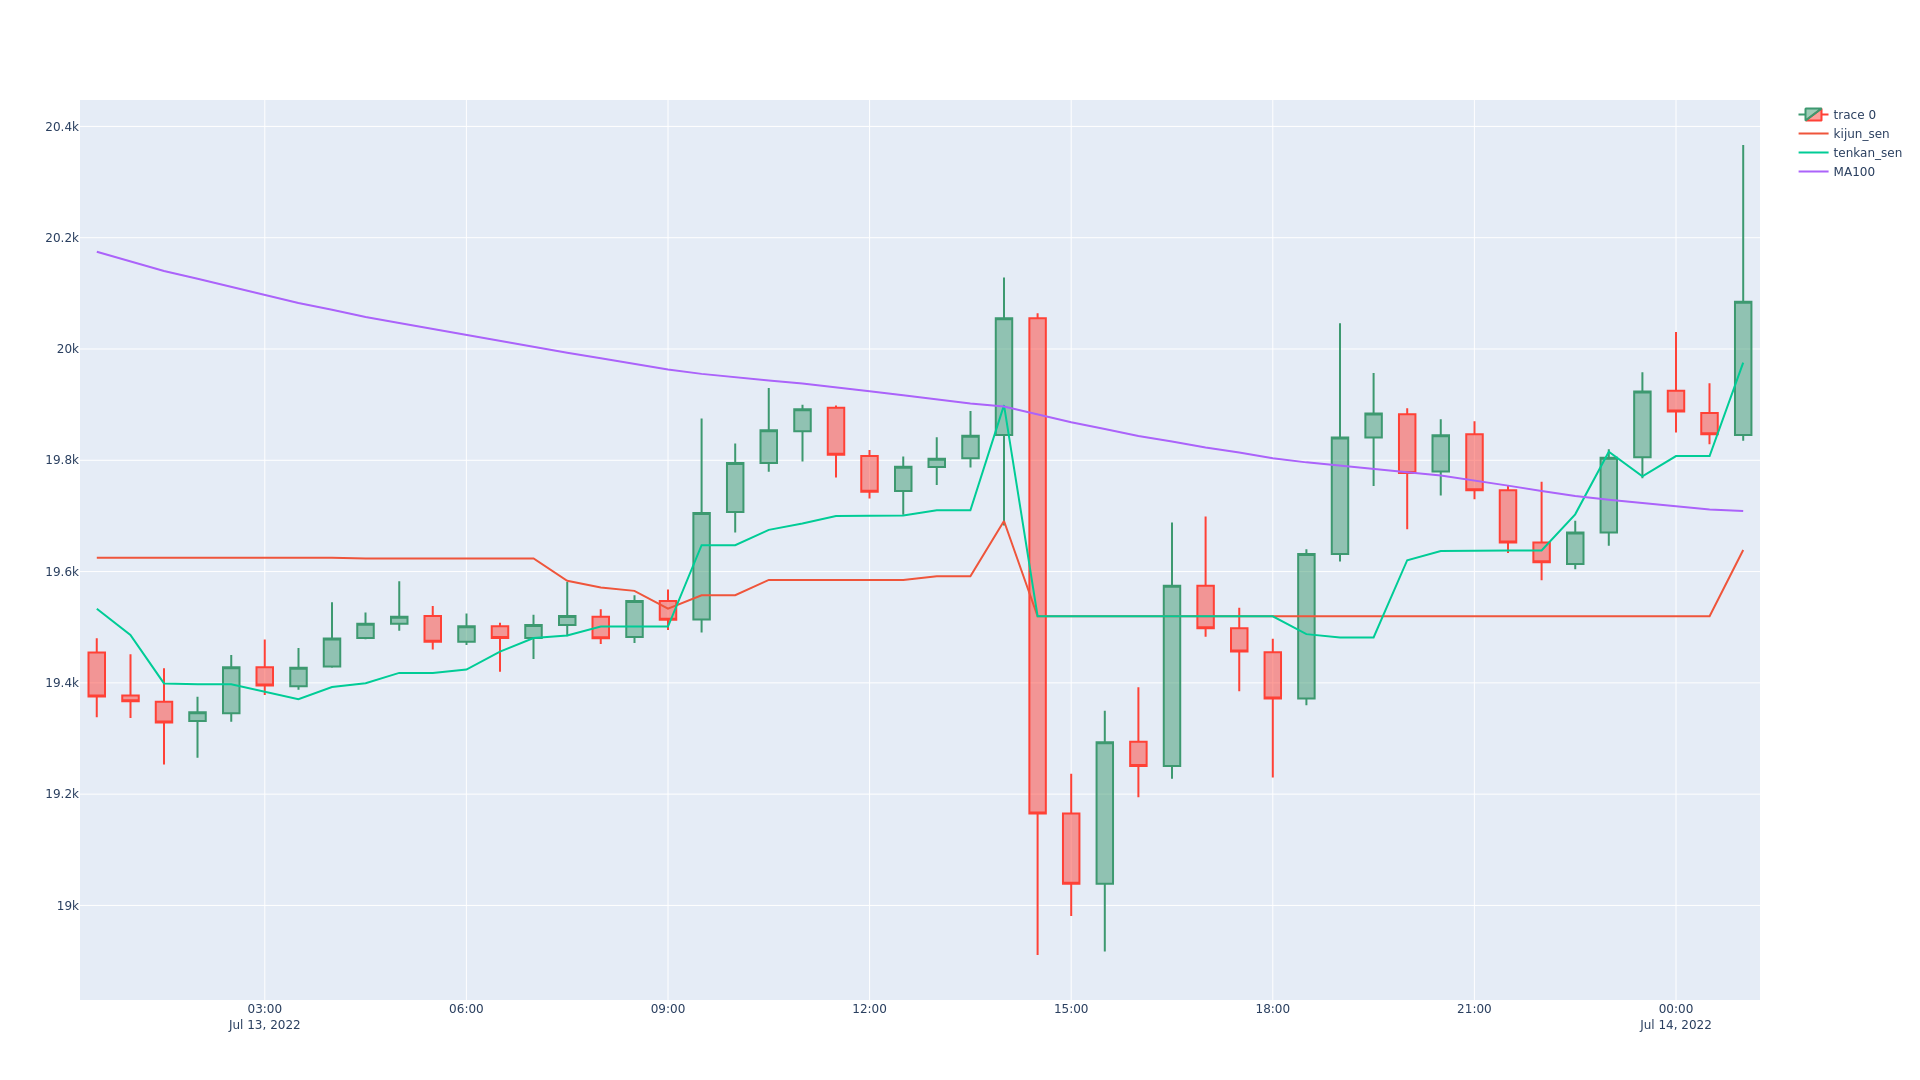 20.4k
20.2k
20k
19.8k
19.6k
19.4k
19.2k
19k
03:00
Jul 13, 2022
06:00
09:00
12:00
15:00
18:00
21:00
00:00
Jul 14, 2022
trace 0
kijun_sen
tenkan_sen
MA100